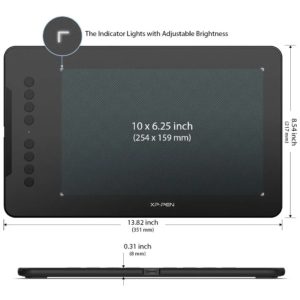 The Indicator Lights with Adjustable Brightness
10 x 6.25 inch
(254 x 159 mm)
8.54 inch
(217 mm)
XP-PEN
13.82 inch
(351 mm)
0.31 inch
(8 mm)